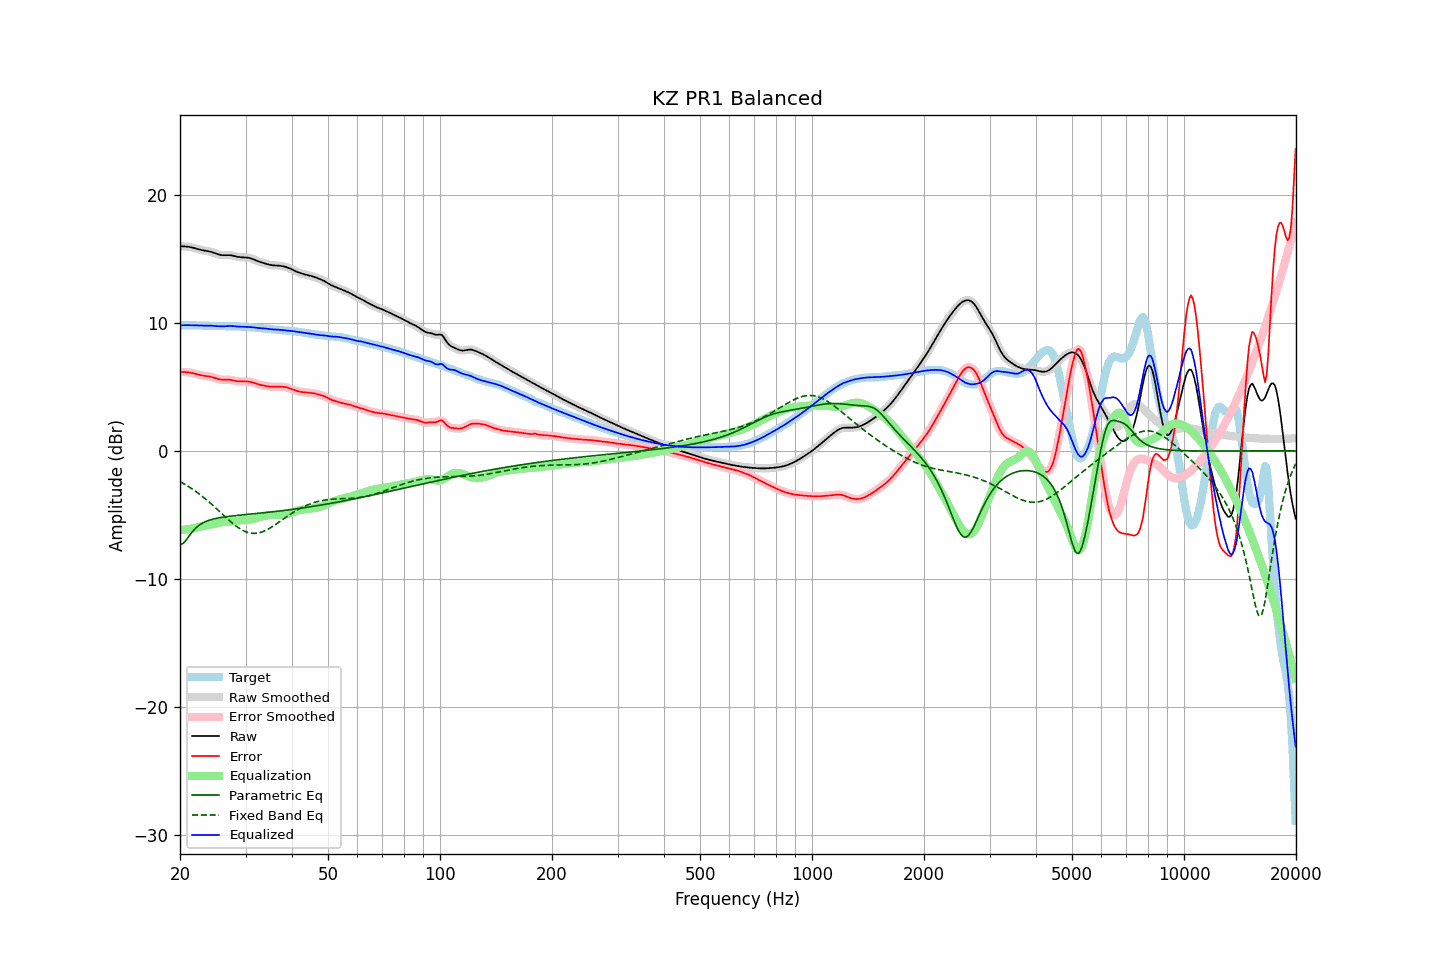 KZ PR1 Balanced
Amplitude (dBr)
20
10
0
−10
−20
−30
Target
Raw Smoothed
Error Smoothed
Raw
Error
Equalization
Parametric Eq
Fixed Band Eq
Equalized
20 50 100 200 500 1000 2000 5000 10000 20000
Frequency (Hz)